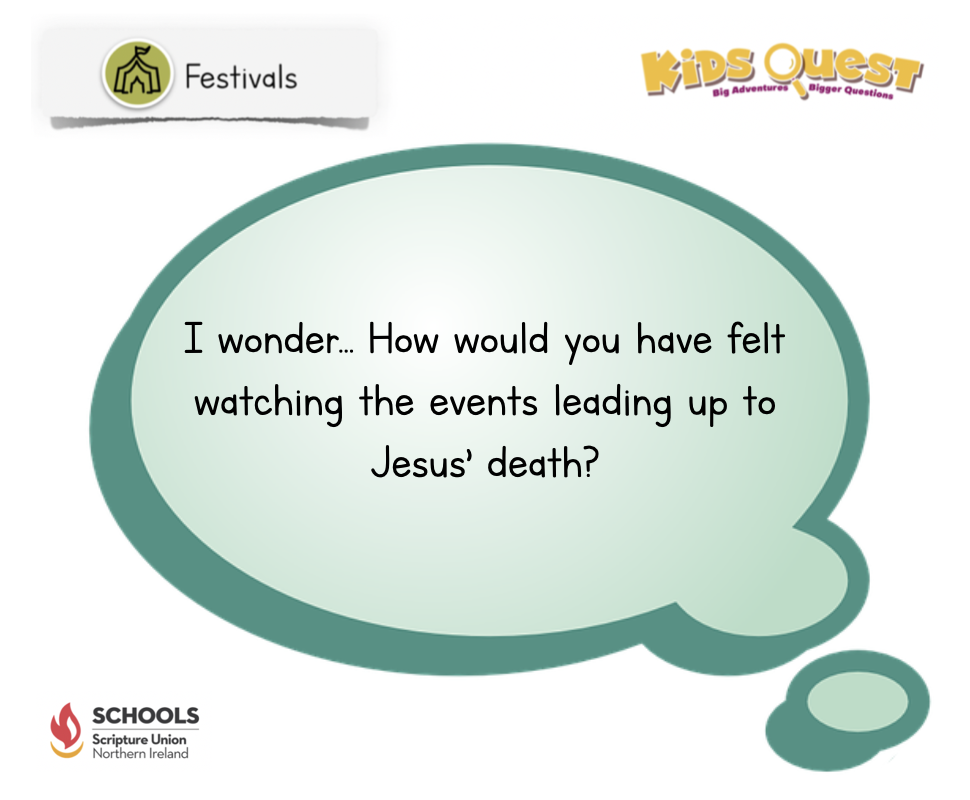 Festivals
KiDS QUEST
Big Adventures Bigger Questions
I wonder... How would you have felt
watching the events leading up to
Jesus' death?
SCHOOLS
Scripture Union
Northern Ireland